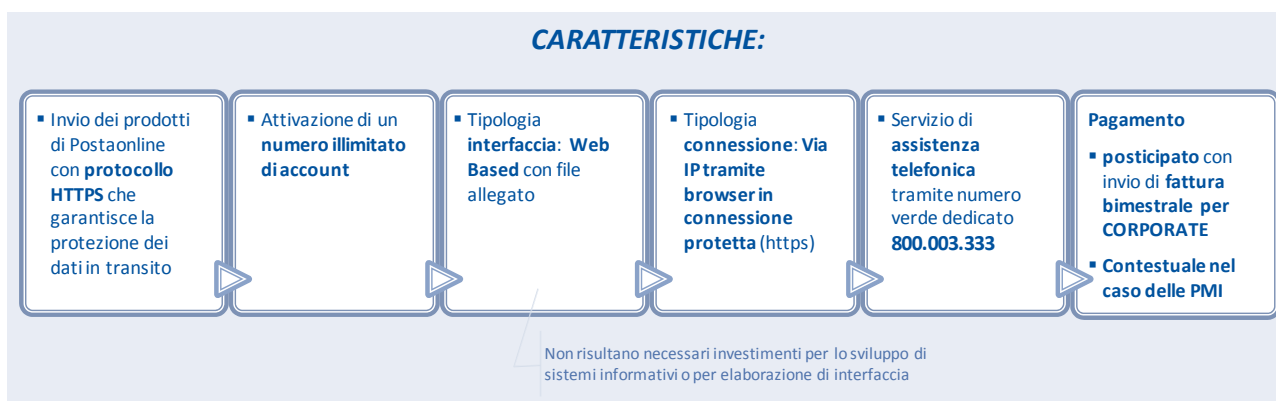 CARATTERISTICHE:
▪ Invio dei prodotti
di Postaonline
con protocollo
HTTPS che
garantisce la
protezione dei
dati in transito
▪ Attivazione di un
numero illimitato
di account
▪ Tipologia
interfaccia: Web
Based con file
allegato
▪ Tipologia
connessione: Via
IP tramite
browser in
connessione
protetta (https)
▪ Servizio di
assistenza
telefonica
tramite numero
verde dedicato
800.003.333
Pagamento
▪ posticipato con
invio di fattura
bimestrale per
CORPORATE
▪ Contestuale nel
caso delle PMI
Non risultano necessari investimenti per lo sviluppo di
sistemi informativi o per elaborazione di interfaccia